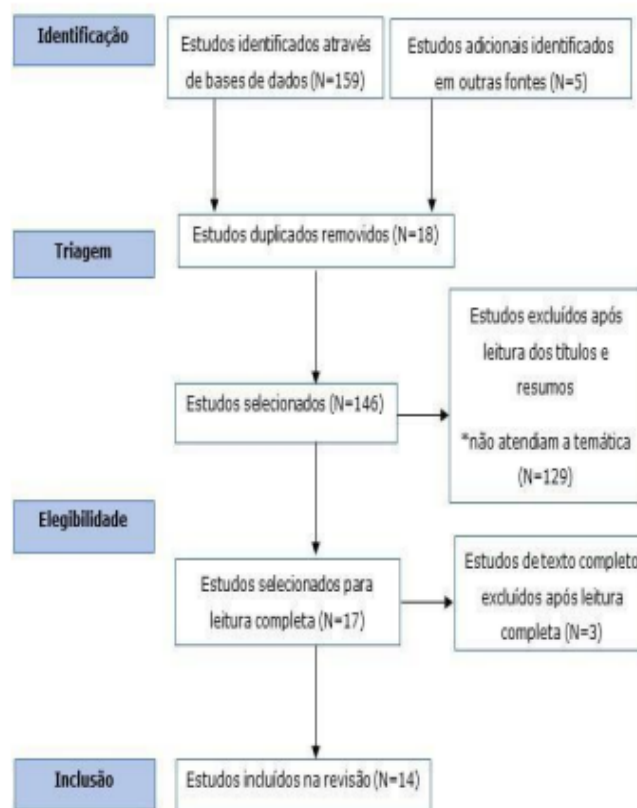 Identificação
Estudos identificados através
de bases de dados (N=159)
Estudos adicionais identificados
em outras fontes (N=5)
Triagem
Estudos duplicados removidos (N=18)
Estudos selecionados (N=146)
Estudos excluídos após
leitura dos títulos e
resumos
*não atendiam a temática
(N=129)
Elegibilidade
Estudos selecionados para
leitura completa (N=17)
Estudos de texto completo
excluídos após leitura
completa (N=3)
Inclusão
Estudos incluídos na revisão (N=14)